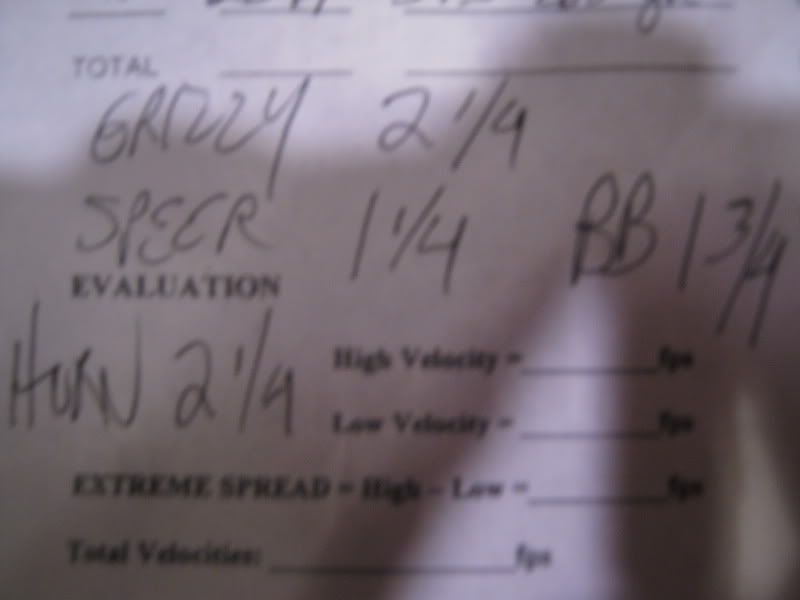 TOTAL
GRIZZY 2 1/4
SPEER 1 1/4 BB 1 3/4
EVALUATION
HORN 2 1/4
High Velocity = fps
Low Velocity = fps
EXTREME SPREAD = High - Low = fps
Total Velocities: fps